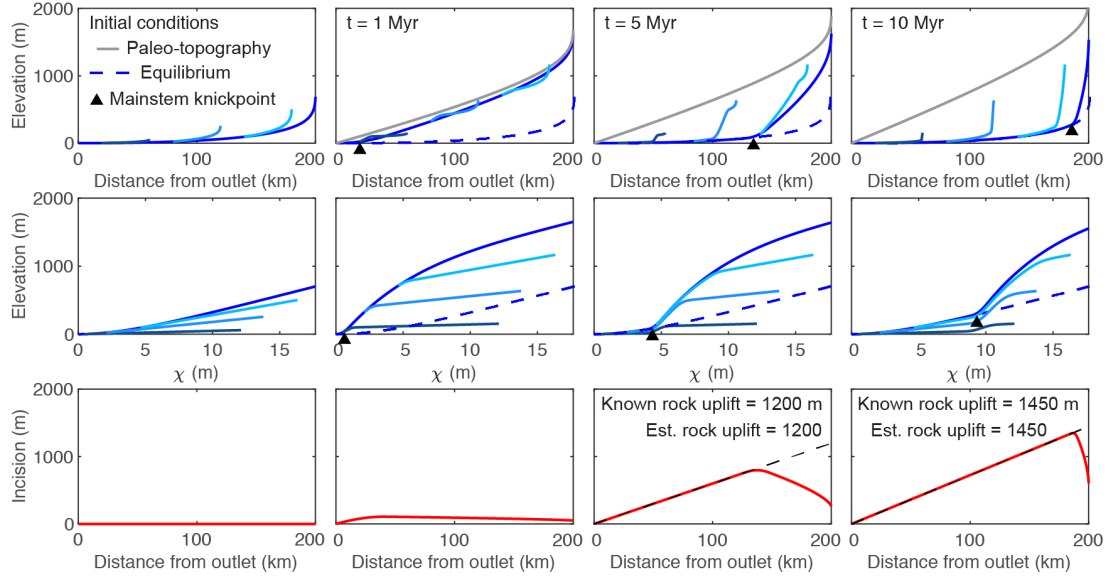 Initial conditions
Paleo-topography
Equilibrium
Mainstem knickpoint
t = 1 Myr
t = 5 Myr
t = 10 Myr
Elevation (m)
2000
1000
0
0 100 200
Distance from outlet (km)
0 100 200
Distance from outlet (km)
0 100 200
Distance from outlet (km)
0 100 200
Distance from outlet (km)
Elevation (m)
2000
1000
0
0 5 10 15
χ (m)
0 5 10 15
χ (m)
0 5 10 15
χ (m)
0 5 10 15
χ (m)
Incision (m)
2000
1000
0
Known rock uplift = 1200 m
Est. rock uplift = 1200
Known rock uplift = 1450 m
Est. rock uplift = 1450
0 100 200
Distance from outlet (km)
0 100 200
Distance from outlet (km)
0 100 200
Distance from outlet (km)
0 100 200
Distance from outlet (km)